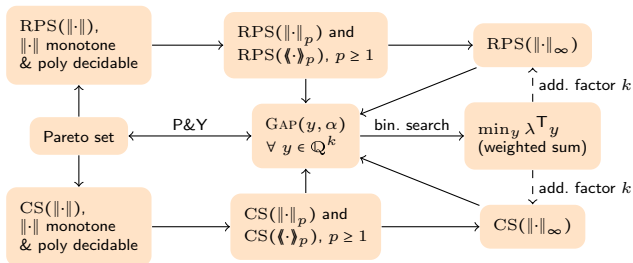 RPS(‖·‖),
‖·‖ monotone
& poly decidable
RPS(‖·‖ₚ) and
RPS(⟪·⟫ₚ), p ≥ 1
RPS(‖·‖∞)
add. factor k
Pareto set
P&Y
GAP(y, α)
∀ y ∈ ℚᵏ
bin. search
min_y λᵀy
(weighted sum)
add. factor k
CS(‖·‖),
‖·‖ monotone
& poly decidable
CS(‖·‖ₚ) and
CS(⟪·⟫ₚ), p ≥ 1
CS(‖·‖∞)